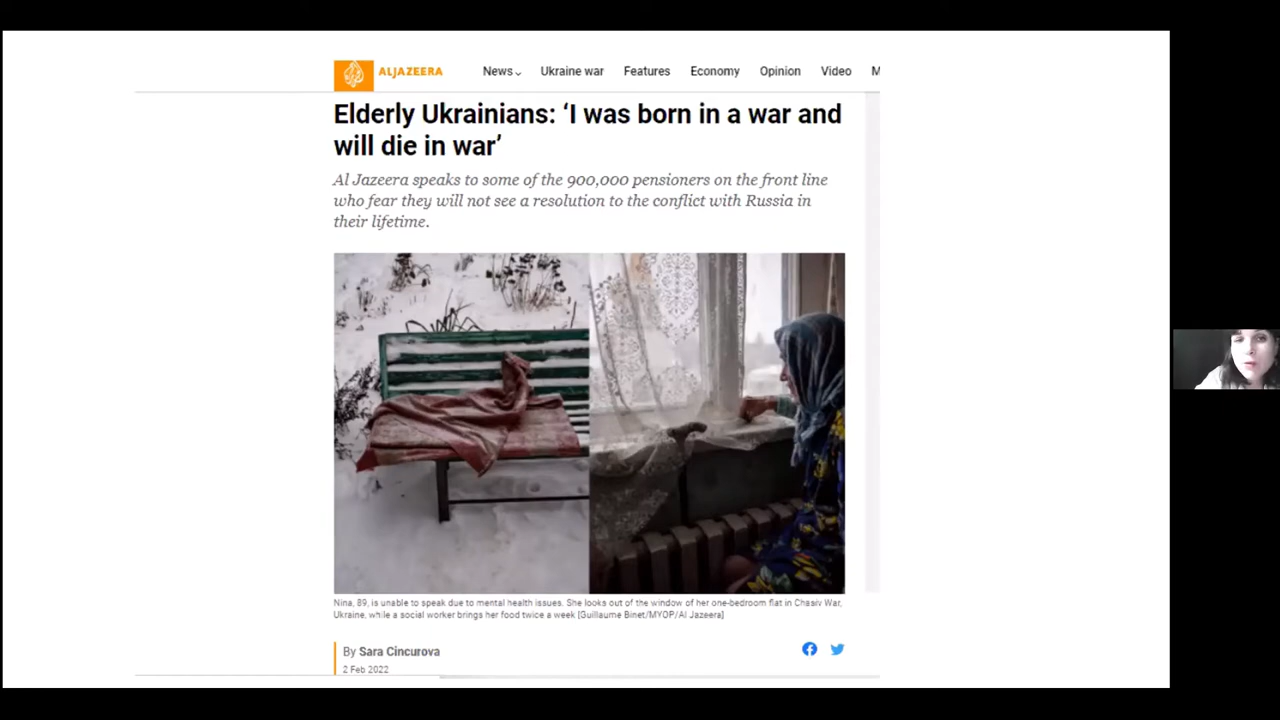 ALJAZEERA
News
Ukraine war
Features
Economy
Opinion
Video
M
Elderly Ukrainians: ‘I was born in a war and
will die in war’
Al Jazeera speaks to some of the 900,000 pensioners on the front line
who fear they will not see a resolution to the conflict with Russia in
their lifetime.
Nina, 89, is unable to speak due to mental health issues. She looks out of the window of her one-bedroom flat in Chasiv War,
Ukraine, while a social worker brings her food twice a week [Guillaume Binet/MYOP/Al Jazeera]
By Sara Cincurova
2 Feb 2022